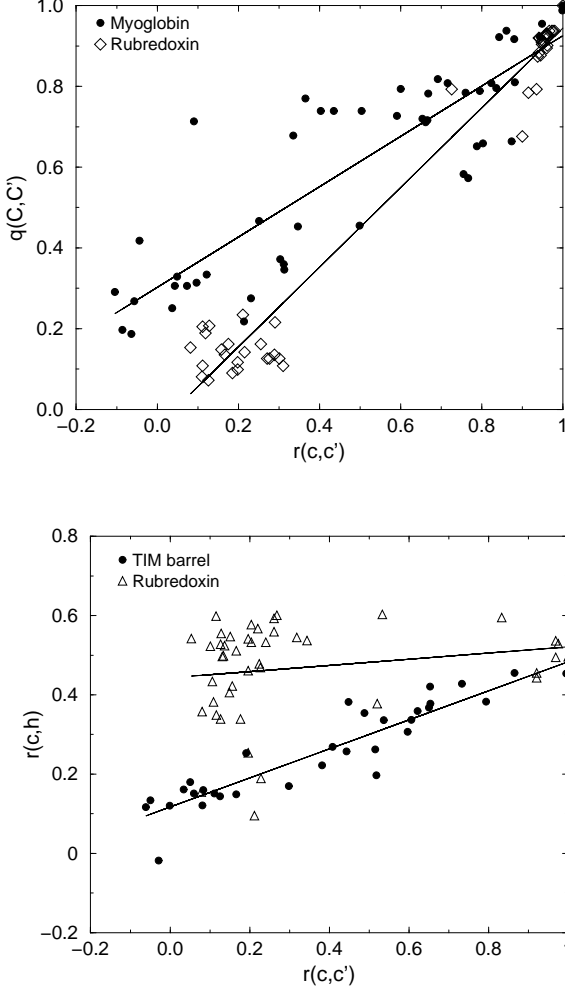 1.0
Myoglobin
Rubredoxin
0.8
0.6
q(C,C')
0.4
0.2
0.0
−0.2 0.0 0.2 0.4 0.6 0.8 1
r(c,c')
0.8
TIM barrel
Rubredoxin
0.6
0.4
r(c,h)
0.2
0
−0.2
−0.2 0.0 0.2 0.4 0.6 0.8
r(c,c')